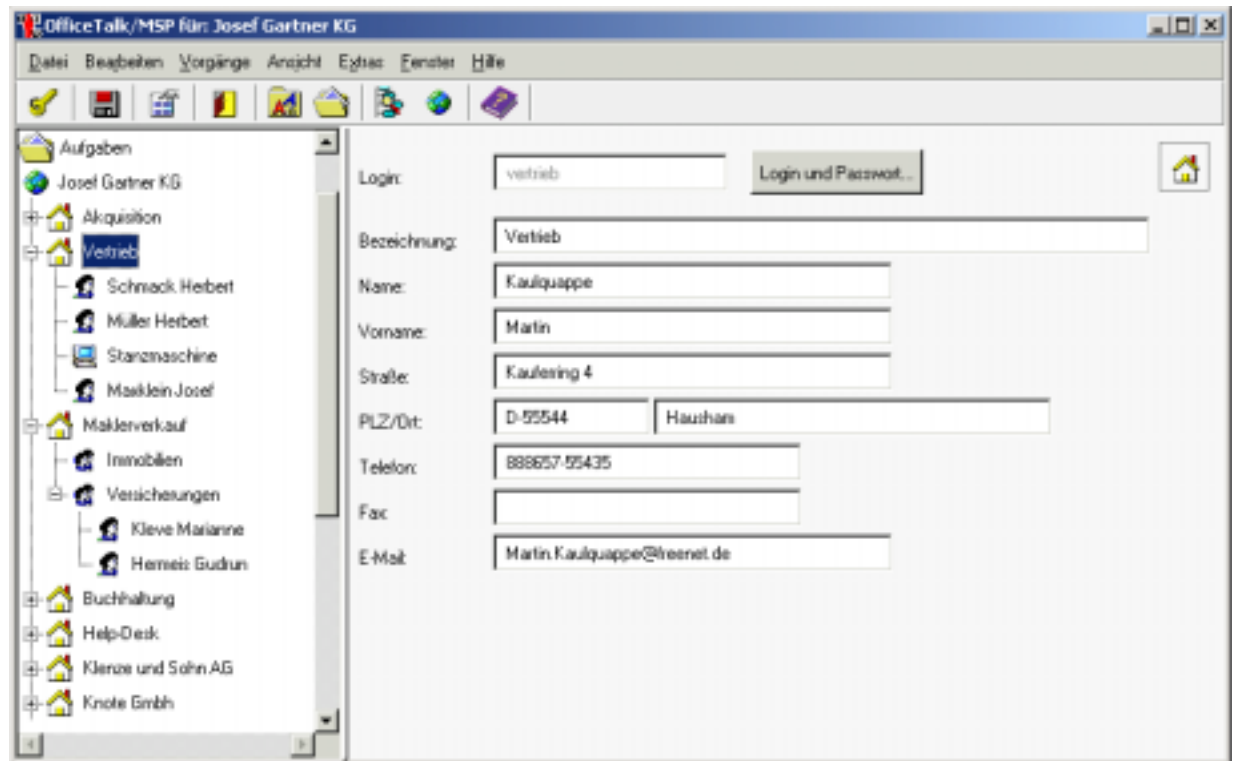 OfficeTalk/MSP für: Josef Gartner KG
Datei Bearbeiten Vorgänge Ansicht Extras Fenster Hilfe
Aufgaben
Josef Gartner KG
Akquisition
Vertrieb
Schmack Herbert
Müller Herbert
Stanzmaschine
Maxklein Josef
Maklerverkauf
Immobilien
Versicherungen
Kleve Marianne
Hermeis Gudrun
Buchhaltung
Help-Desk
Klenze und Sohn AG
Knote Gmbh
Login: vertrieb Login und Passwort...
Bezeichnung: Vertrieb
Name: Kaulquappe
Vorname: Martin
Straße: Kauferring 4
PLZ/Ort: D-55544 Hausham
Telefon: 888657-55435
Fax:
E-Mail: Martin.Kaulquappe@freenet.de